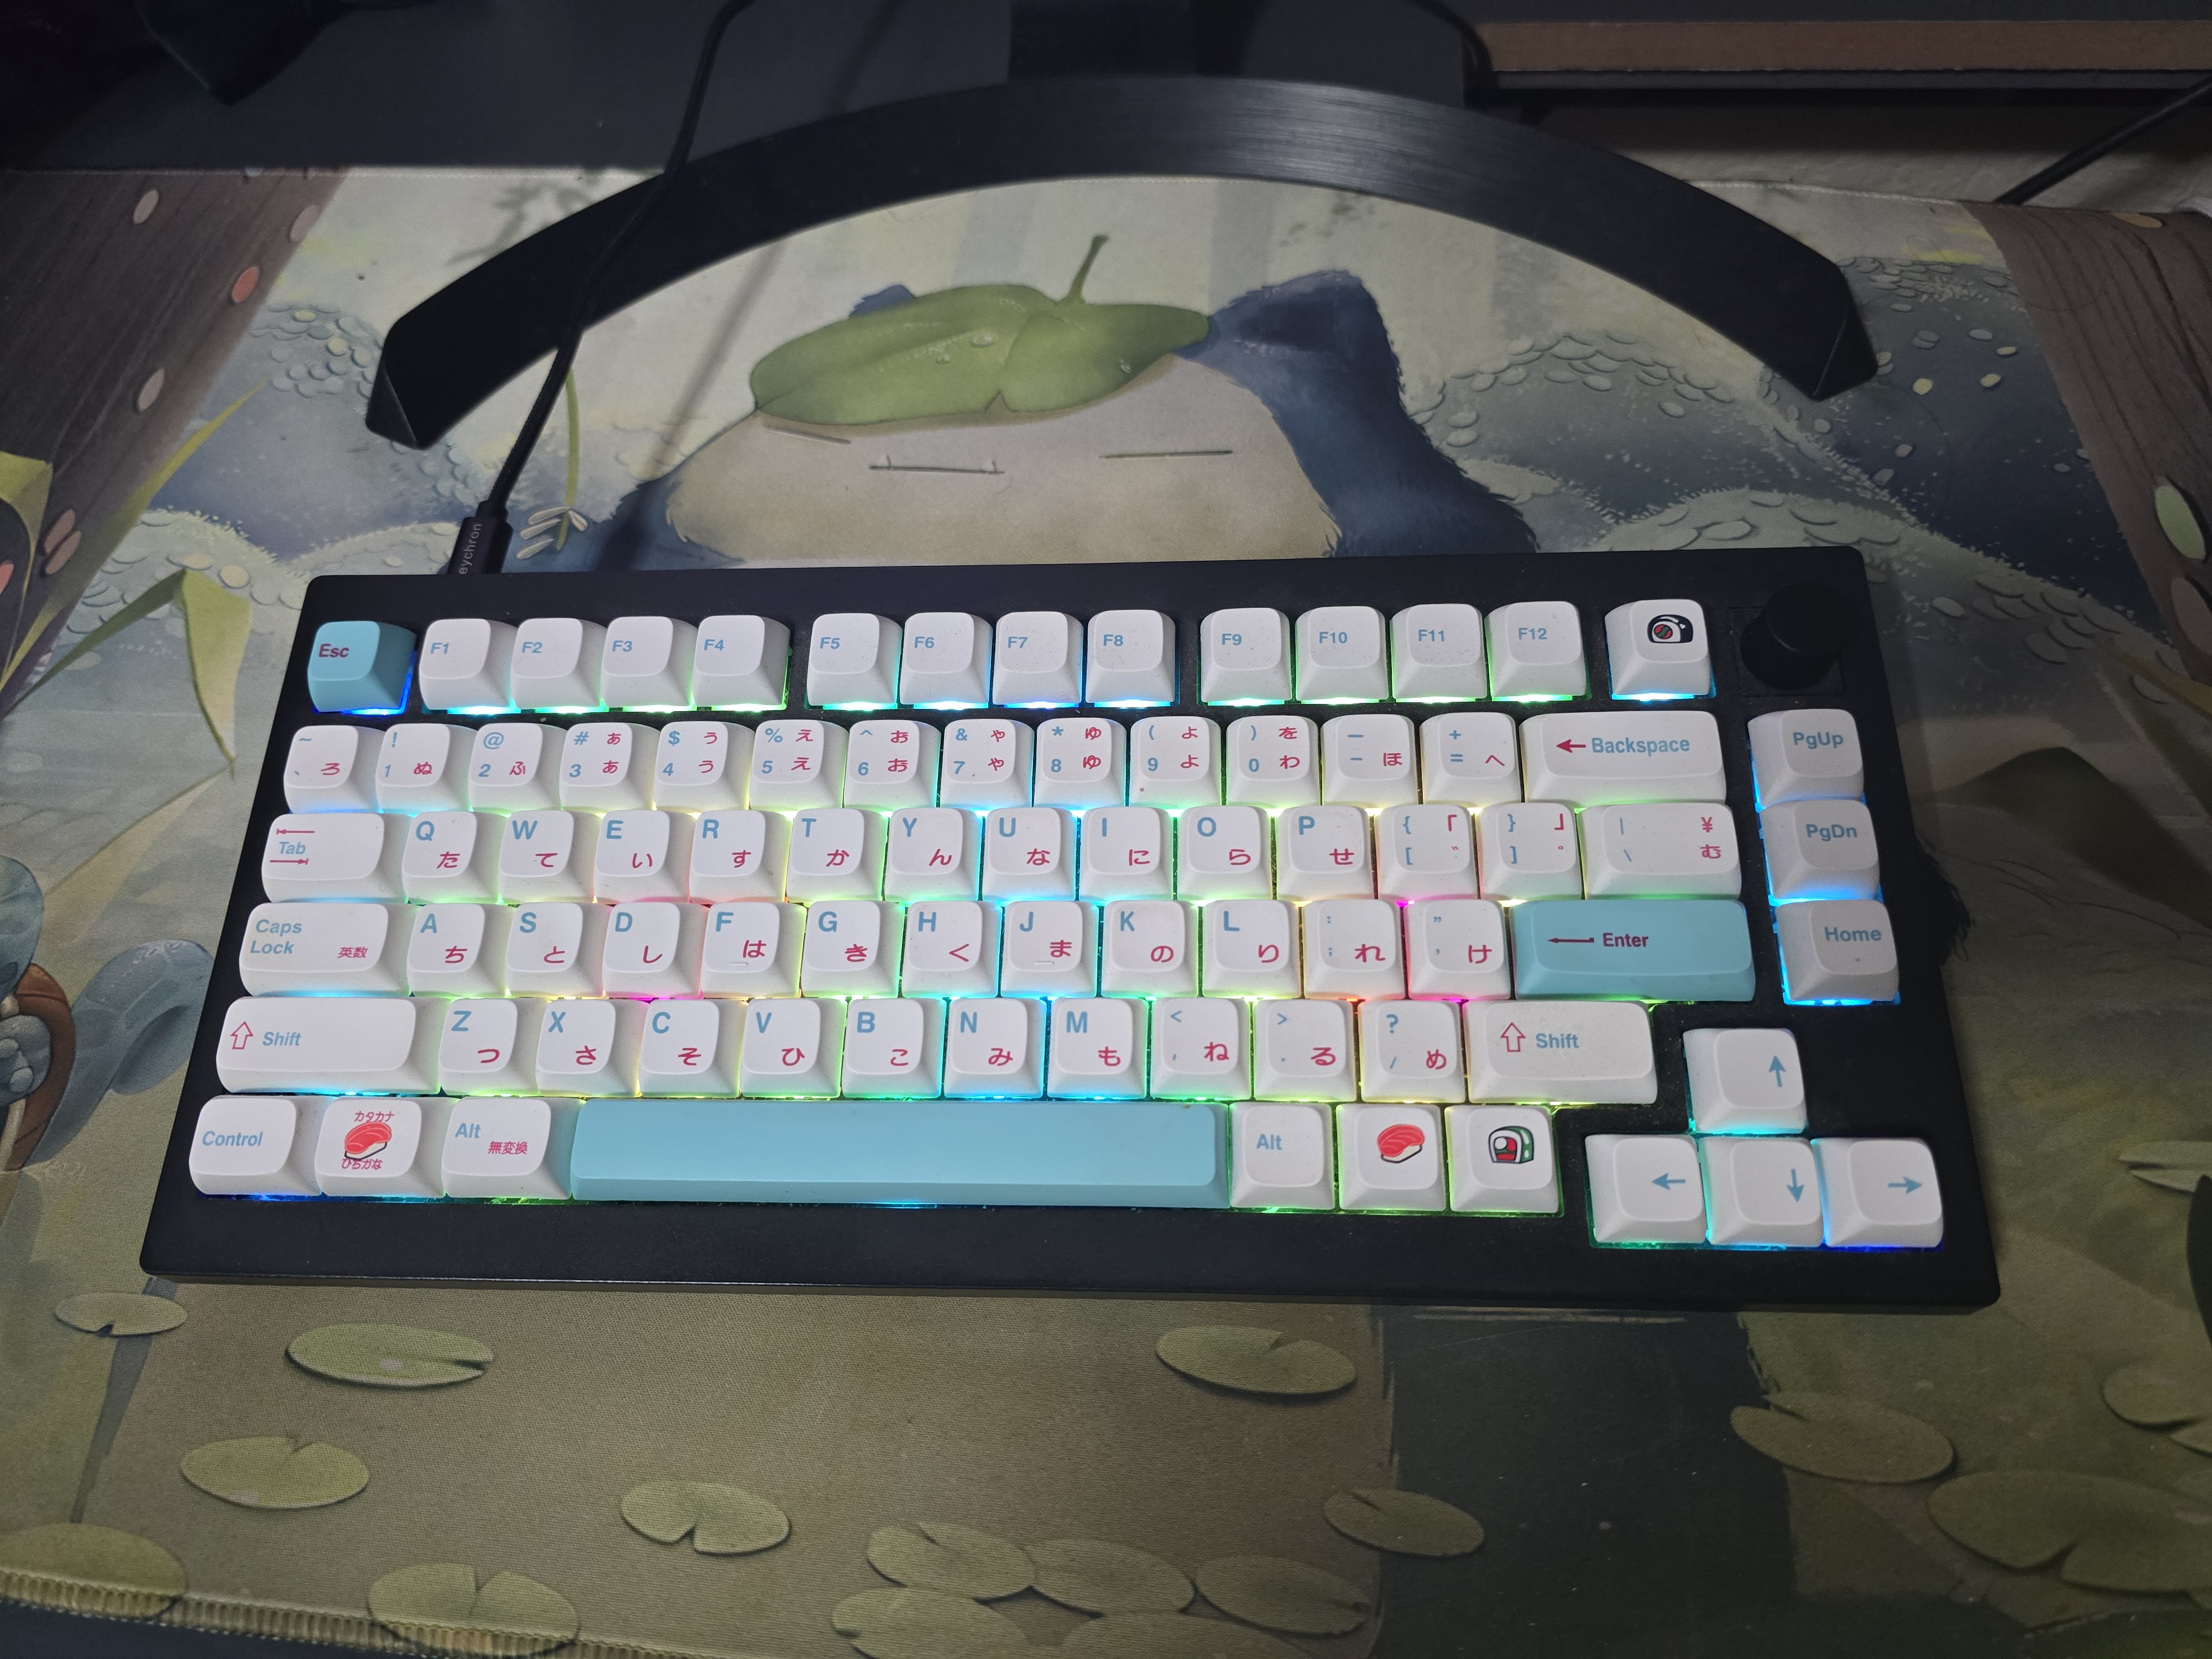 eychron
Esc F1 F2 F3 F4 F5 F6 F7 F8 F9 F10 F11 F12
~ ! @ # ぁ $ ぅ % ぇ ^ ぉ & ゃ * ゅ ( ょ ) を — +
` ろ 1 ぬ 2 ふ 3 あ 4 う 5 え 6 お 7 や 8 ゆ 9 よ 0 わ - ほ = へ ← Backspace PgUp
Tab Q た W て E い R す T か Y ん U な I に O ら P せ { 「 [ ゛ } 」 ] ゜ | ¥ \ む PgDn
Caps Lock 英数 A ち S と D し F は G き H く J ま K の L り : ; れ " ' け ← Enter Home
⇧ Shift Z つ X さ C そ V ひ B こ N み M も < , ね > . る ? / め ⇧ Shift ↑
Control カタカナ ひらがな Alt 無変換 Alt ← ↓ →